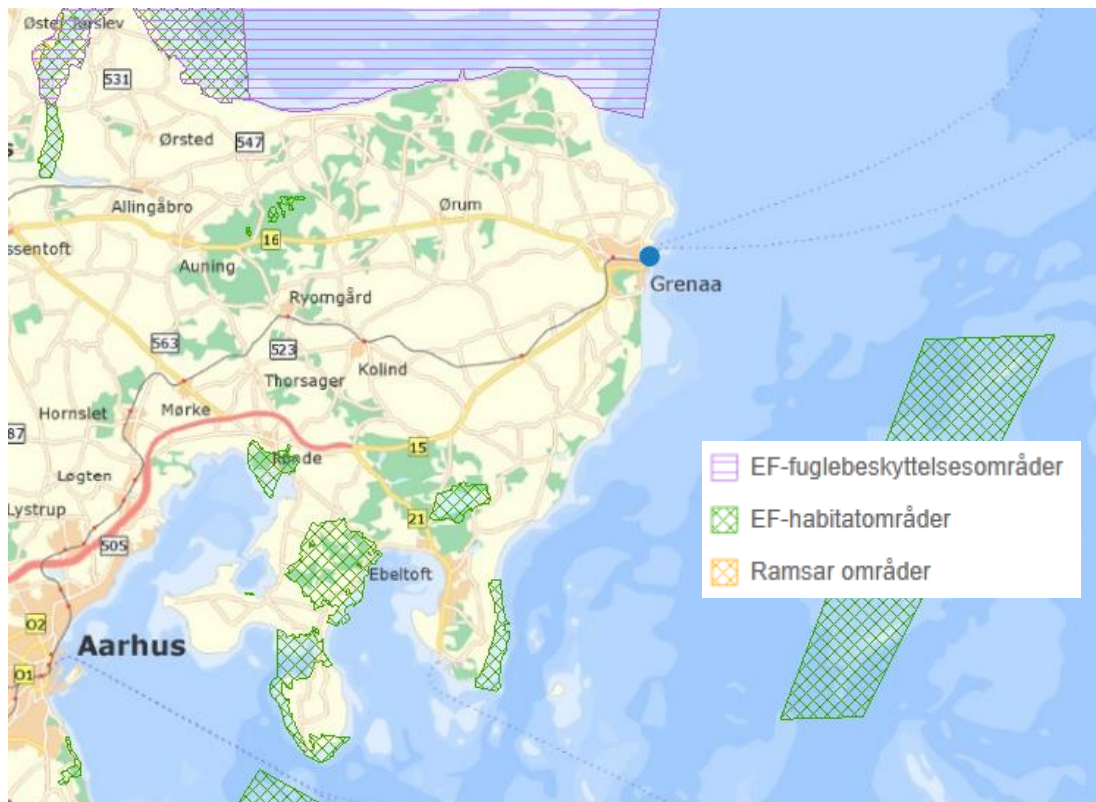 Øster Tørslev
531
Ørsted
547
s
Allingåbro
Ørum
16
ssentoft
Auning
Grenaa
Ryomgård
563
523
Kolind
Thorsager
Hornslet
Mørke
87
15
Rønde
Løgten
EF-fuglebeskyttelsesområder
EF-habitatområder
Ramsar områder
Lystrup
21
505
Ebeltoft
O2
Aarhus
O1